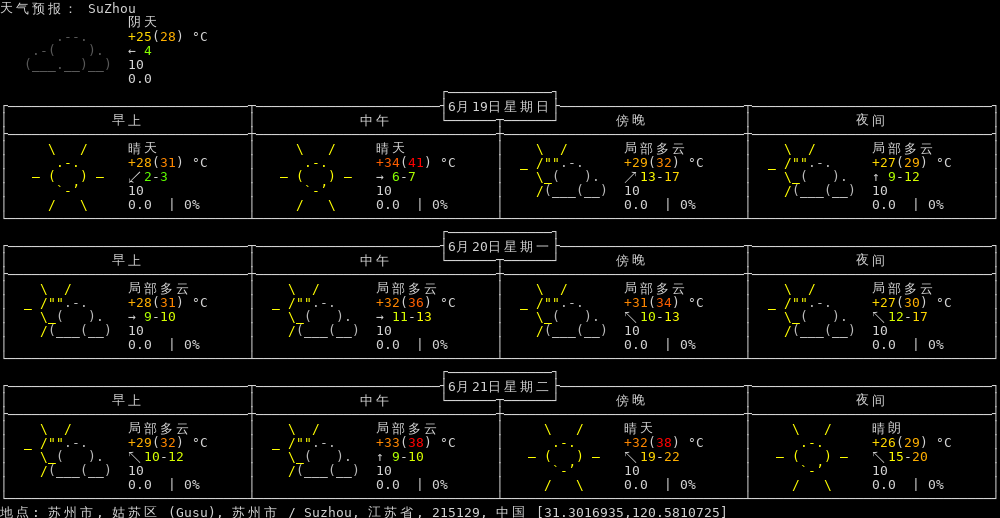 天气预报： SuZhou
阴天
+25(28) °C
← 4
10
0.0
6月19日星期日
早上 中午 傍晚 夜间
晴天 晴天 局部多云 局部多云
+28(31) °C +34(41) °C +29(32) °C +27(29) °C
↙ 2-3 → 6-7 ↗ 13-17 ↑ 9-12
10 10 10 10
0.0 | 0% 0.0 | 0% 0.0 | 0% 0.0 | 0%
6月20日星期一
早上 中午 傍晚 夜间
局部多云 局部多云 局部多云 局部多云
+28(31) °C +32(36) °C +31(34) °C +27(30) °C
→ 9-10 → 11-13 ↖ 10-13 ↖ 12-17
10 10 10 10
0.0 | 0% 0.0 | 0% 0.0 | 0% 0.0 | 0%
6月21日星期二
早上 中午 傍晚 夜间
局部多云 局部多云 晴天 晴朗
+29(32) °C +33(38) °C +32(38) °C +26(29) °C
↖ 10-12 ↑ 9-10 ↖ 19-22 ↖ 15-20
10 10 10 10
0.0 | 0% 0.0 | 0% 0.0 | 0% 0.0 | 0%
地点: 苏州市, 姑苏区 (Gusu), 苏州市 / Suzhou, 江苏省, 215129, 中国 [31.3016935,120.5810725]